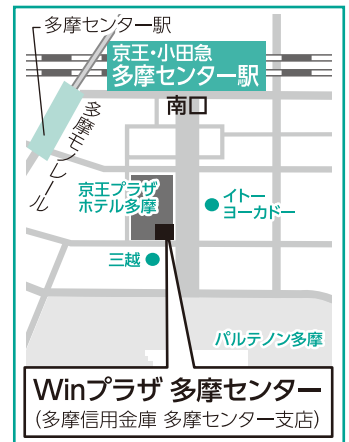 多摩センター駅
京王・小田急
多摩センター駅
南口
多摩モノレール
京王プラザ
ホテル多摩
イトー
ヨーカドー
三越
パルテノン多摩
Winプラザ 多摩センター
(多摩信用金庫 多摩センター支店)